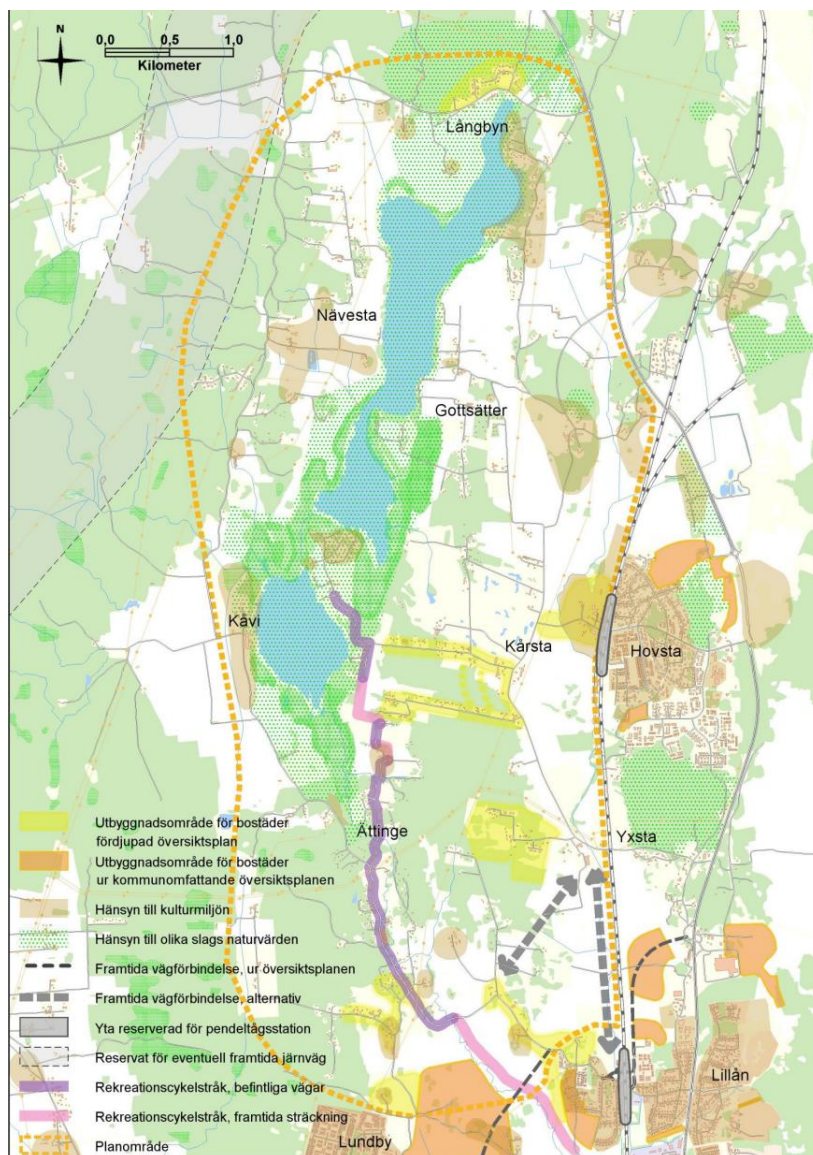 N
0,0 0,5 1,0
Kilometer
Långbyn
Nävesta
Gottsätter
Kåvi
Kårsta
Hovsta
Yxsta
Ättinge
Lillån
Lundby
Utbyggnadsområde för bostäder
fördjupad översiktsplan
Utbyggnadsområde för bostäder
ur kommunomfattande översiktsplanen
Hänsyn till kulturmiljön
Hänsyn till olika slags naturvärden
Framtida vägförbindelse, ur översiktsplanen
Framtida vägförbindelse, alternativ
Yta reserverad för pendeltågsstation
Reservat för eventuell framtida järnväg
Rekreationscykelstråk, befintliga vägar
Rekreationscykelstråk, framtida sträckning
Planområde